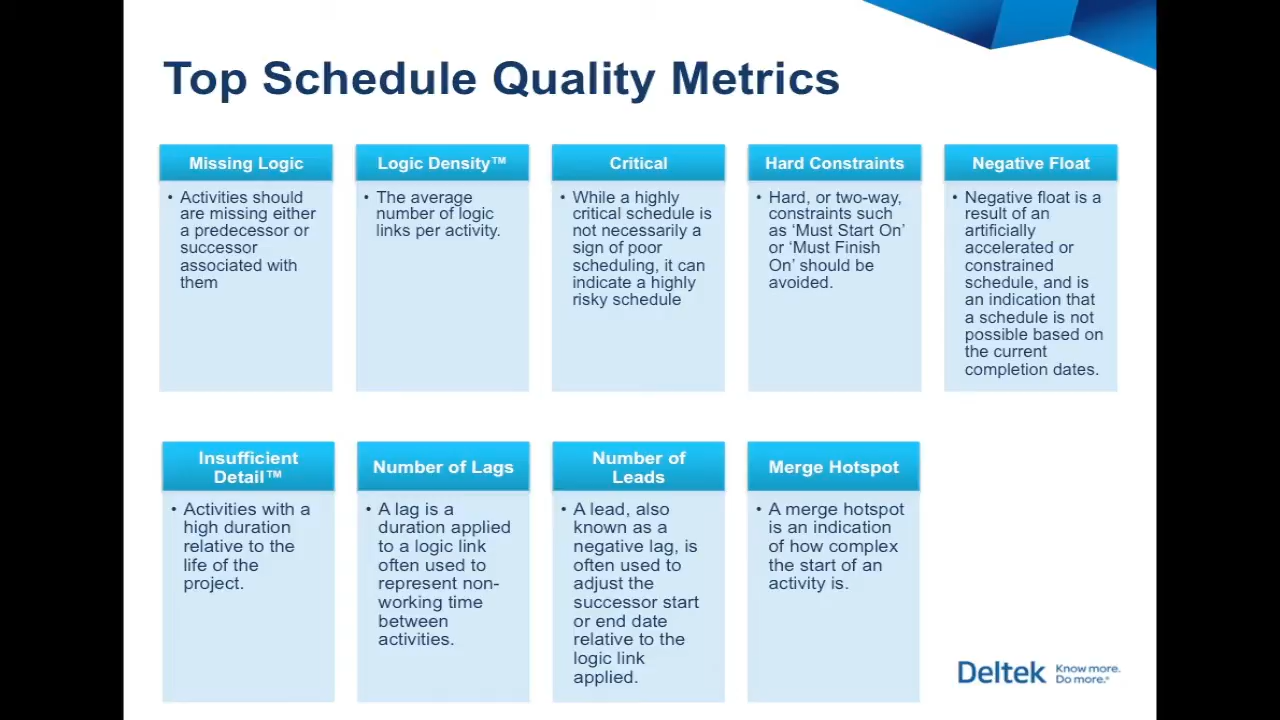 Top Schedule Quality Metrics
Missing Logic
• Activities should
are missing either
a predecessor or
successor
associated with
them
Logic Density™
• The average
number of logic
links per activity.
Critical
• While a highly
critical schedule is
not necessarily a
sign of poor
scheduling, it can
indicate a highly
risky schedule
Hard Constraints
• Hard, or two-way,
constraints such
as ‘Must Start On’
or ‘Must Finish
On’ should be
avoided.
Negative Float
• Negative float is a
result of an
artificially
accelerated or
constrained
schedule, and is
an indication that
a schedule is not
possible based on
the current
completion dates.
Insufficient
Detail™
• Activities with a
high duration
relative to the
life of the
project.
Number of Lags
• A lag is a
duration applied
to a logic link
often used to
represent non-
working time
between
activities.
Number of
Leads
• A lead, also
known as a
negative lag, is
often used to
adjust the
successor start
or end date
relative to the
logic link
applied.
Merge Hotspot
• A merge hotspot
is an indication
of how complex
the start of an
activity is.
Deltek
Know more.
Do more.®